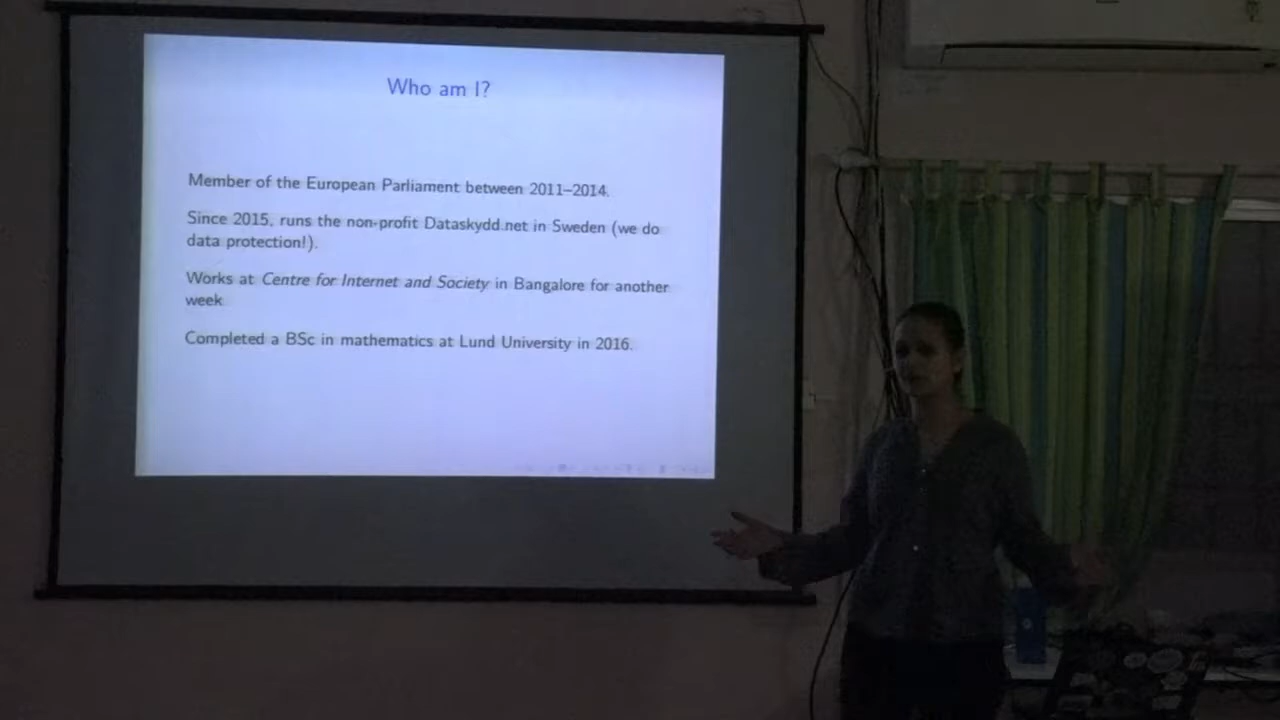 Who am I?
Member of the European Parliament between 2011–2014.
Since 2015, runs the non-profit Dataskydd.net in Sweden (we do
data protection!).
Works at Centre for Internet and Society in Bangalore for another
week
Completed a BSc in mathematics at Lund University in 2016.